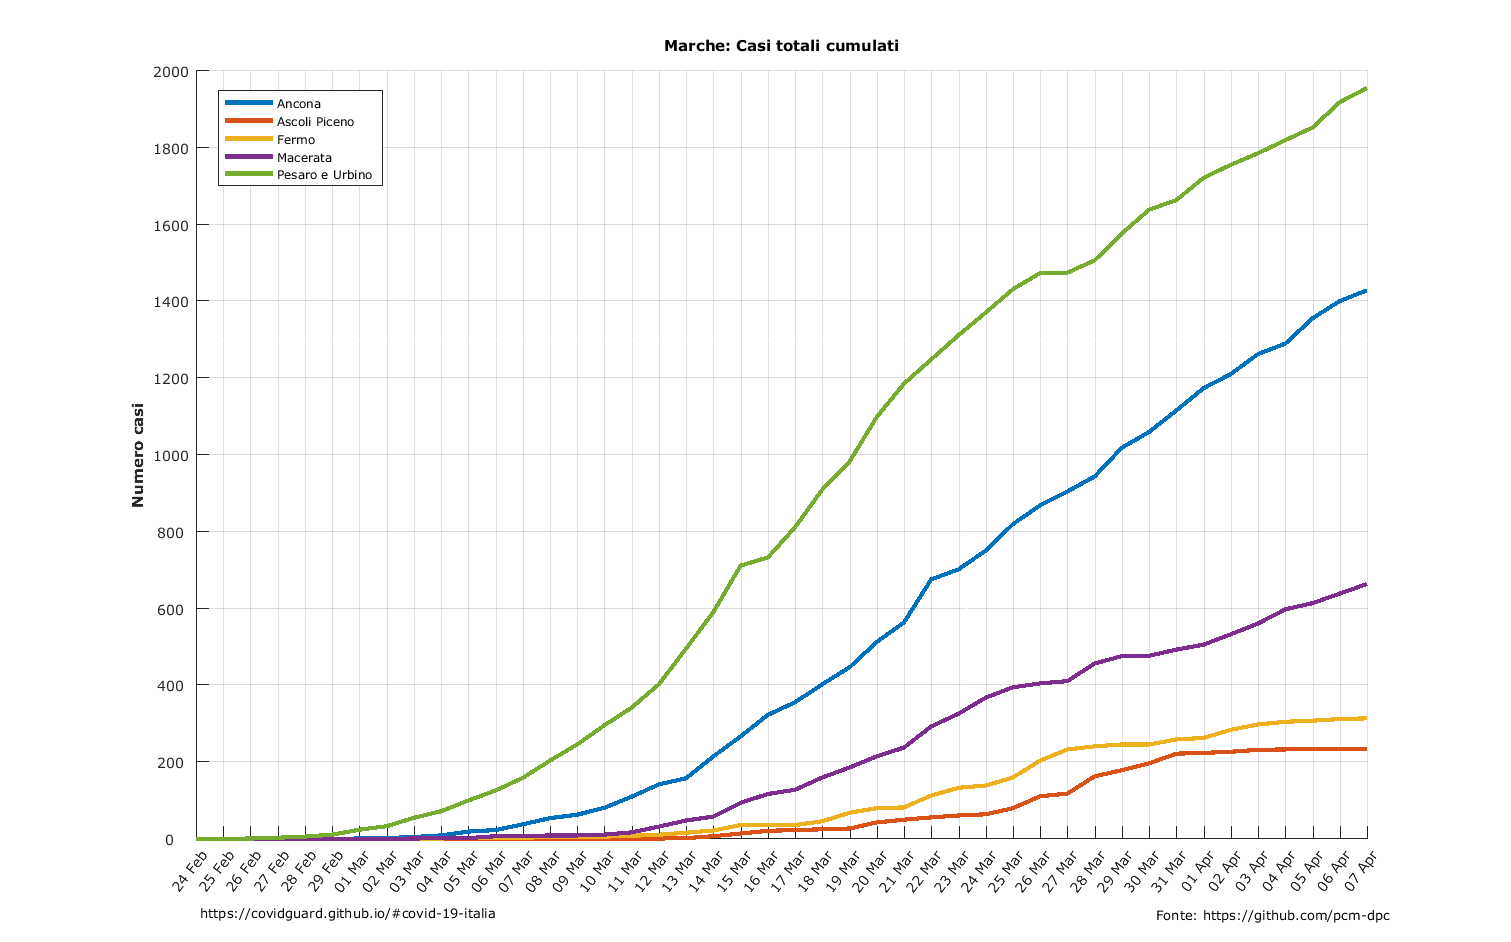 Marche: Casi totali cumulati
2000
1800
1600
1400
1200
1000
800
600
400
200
0
Numero casi
Ancona
Ascoli Piceno
Fermo
Macerata
Pesaro e Urbino
24 Feb
25 Feb
26 Feb
27 Feb
28 Feb
29 Feb
01 Mar
02 Mar
03 Mar
04 Mar
05 Mar
06 Mar
07 Mar
08 Mar
09 Mar
10 Mar
11 Mar
12 Mar
13 Mar
14 Mar
15 Mar
16 Mar
17 Mar
18 Mar
19 Mar
20 Mar
21 Mar
22 Mar
23 Mar
24 Mar
25 Mar
26 Mar
27 Mar
28 Mar
29 Mar
30 Mar
31 Mar
01 Apr
02 Apr
03 Apr
04 Apr
05 Apr
06 Apr
07 Apr
https://covidguard.github.io/#covid-19-italia
Fonte: https://github.com/pcm-dpc